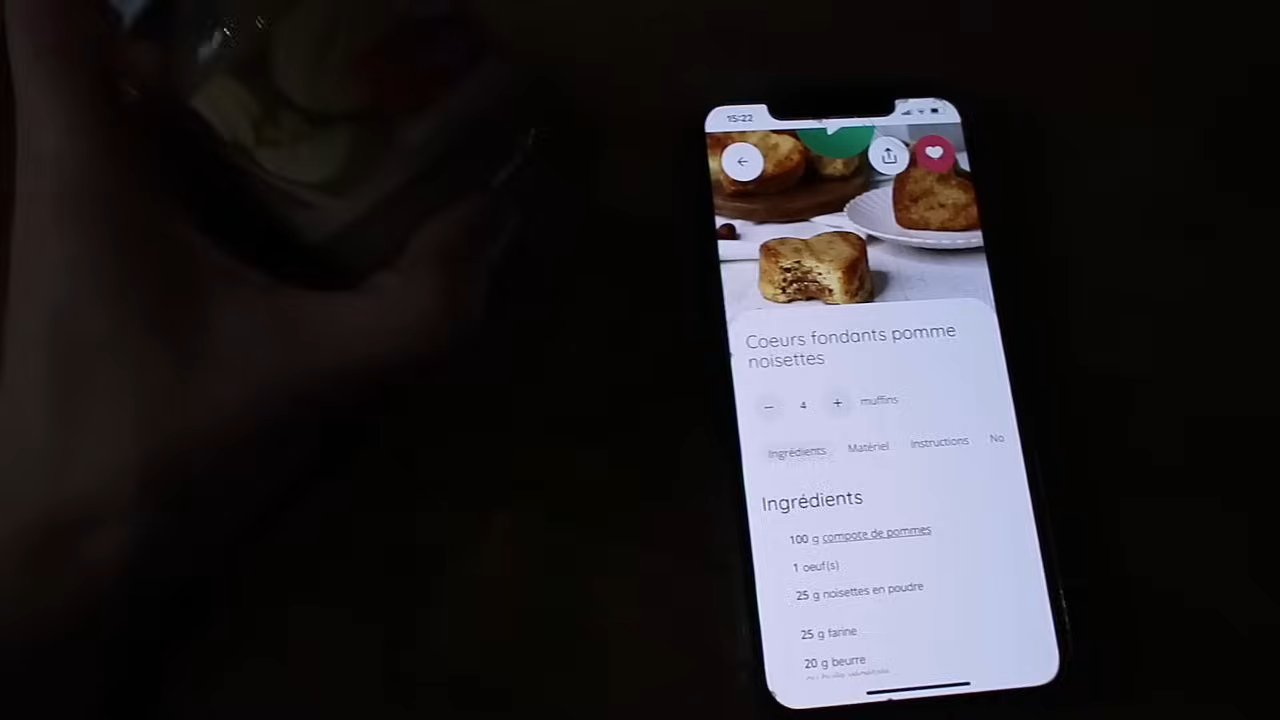 15:22
Coeurs fondants pomme
noisettes
− 4 + muffins
Ingrédients Matériel Instructions No
Ingrédients
100 g compote de pommes
1 oeuf(s)
25 g noisettes en poudre
25 g farine
20 g beurre